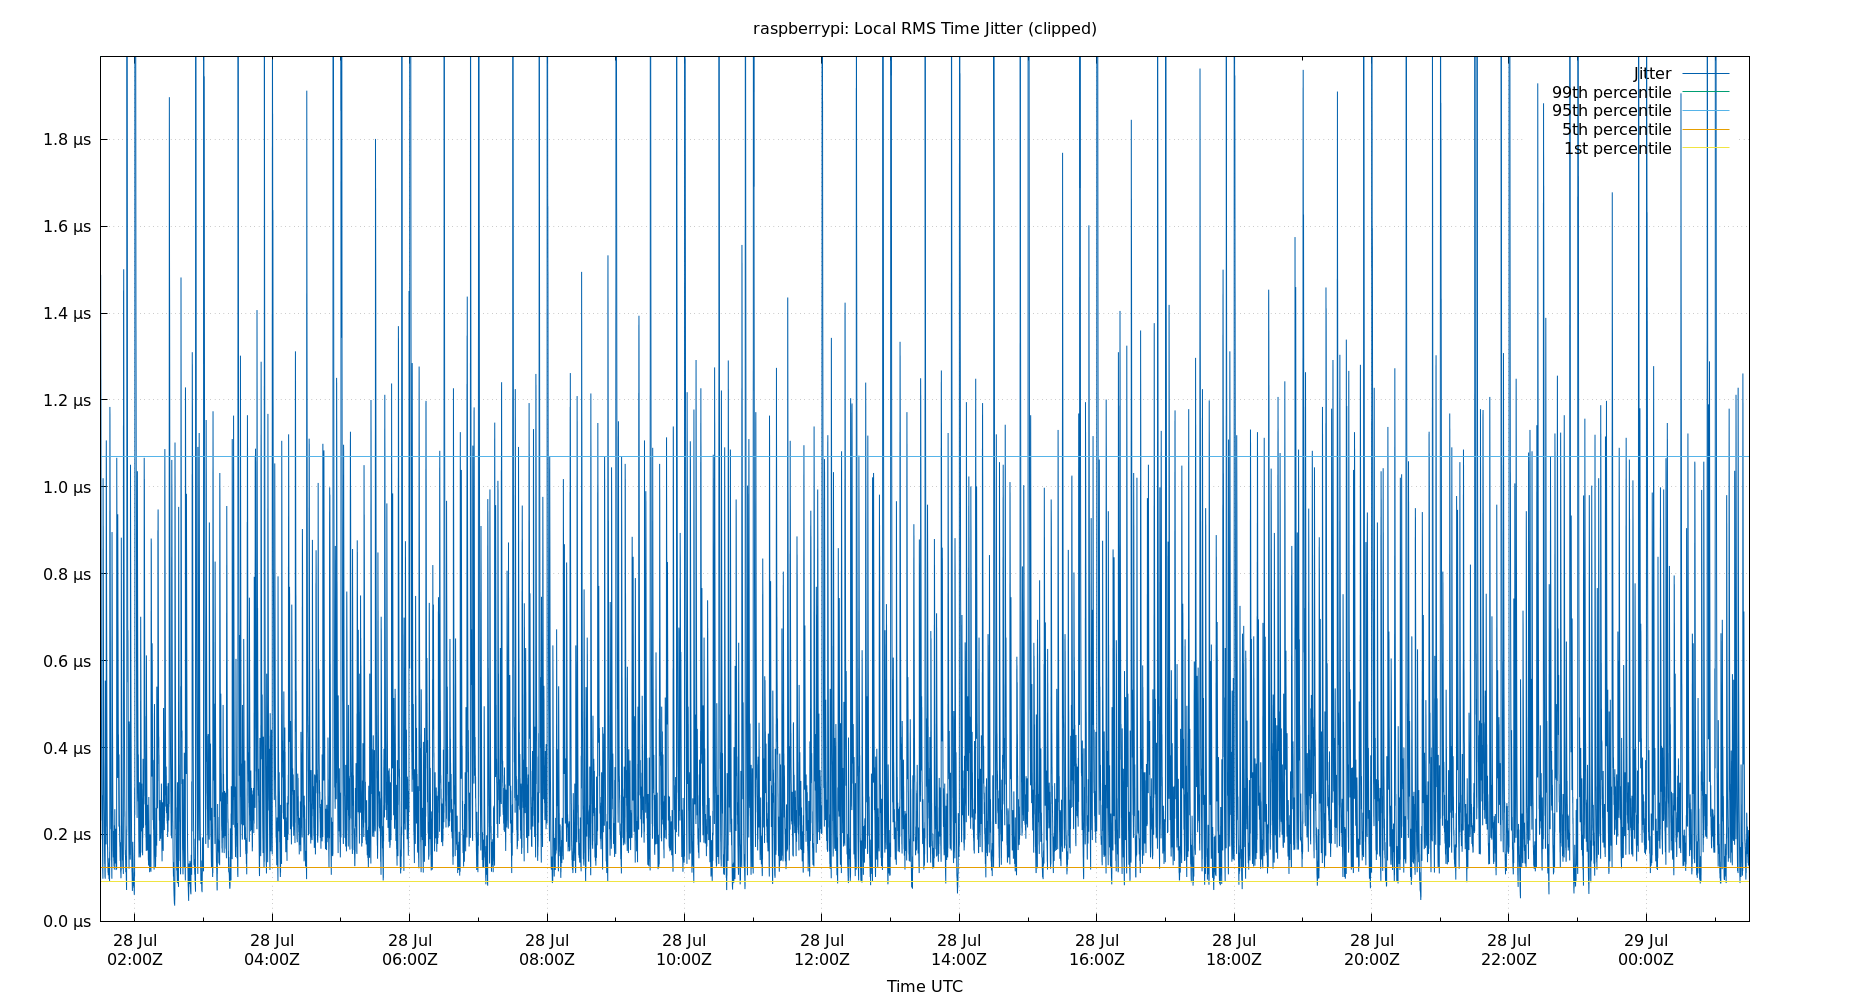 raspberrypi: Local RMS Time Jitter (clipped)
Jitter
99th percentile
95th percentile
5th percentile
1st percentile
1.8 µs
1.6 µs
1.4 µs
1.2 µs
1.0 µs
0.8 µs
0.6 µs
0.4 µs
0.2 µs
0.0 µs
28 Jul 28 Jul 28 Jul 28 Jul 28 Jul 28 Jul 28 Jul 28 Jul 28 Jul 28 Jul 28 Jul 29 Jul
02:00Z 04:00Z 06:00Z 08:00Z 10:00Z 12:00Z 14:00Z 16:00Z 18:00Z 20:00Z 22:00Z 00:00Z
Time UTC